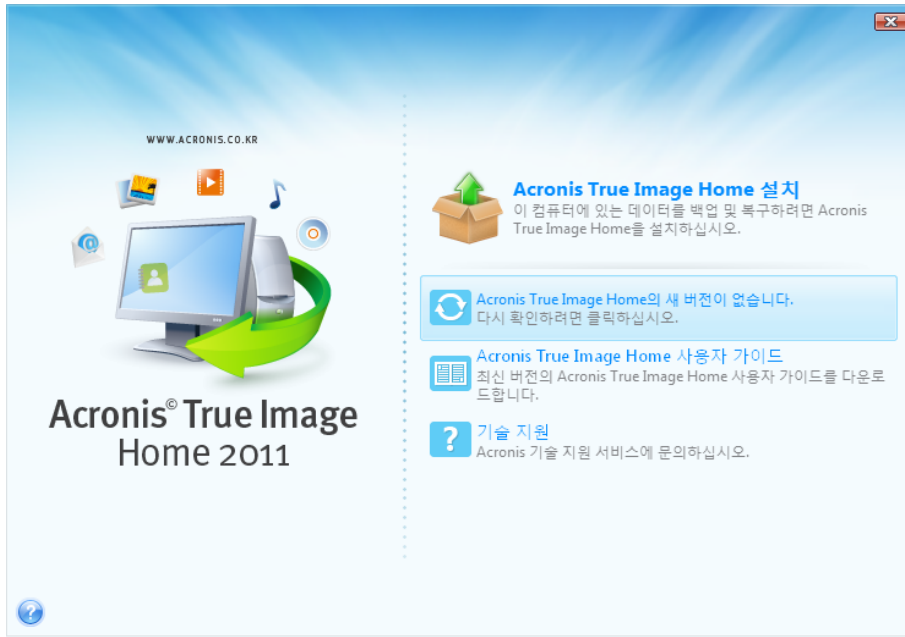 WWW.ACRONIS.CO.KR
Acronis® True Image
Home 2011
Acronis True Image Home 설치
이 컴퓨터에 있는 데이터를 백업 및 복구하려면 Acronis
True Image Home을 설치하십시오.
Acronis True Image Home의 새 버전이 없습니다.
다시 확인하려면 클릭하십시오.
Acronis True Image Home 사용자 가이드
최신 버전의 Acronis True Image Home 사용자 가이드를 다운로
드합니다.
?
기술 지원
Acronis 기술 지원 서비스에 문의하십시오.
?